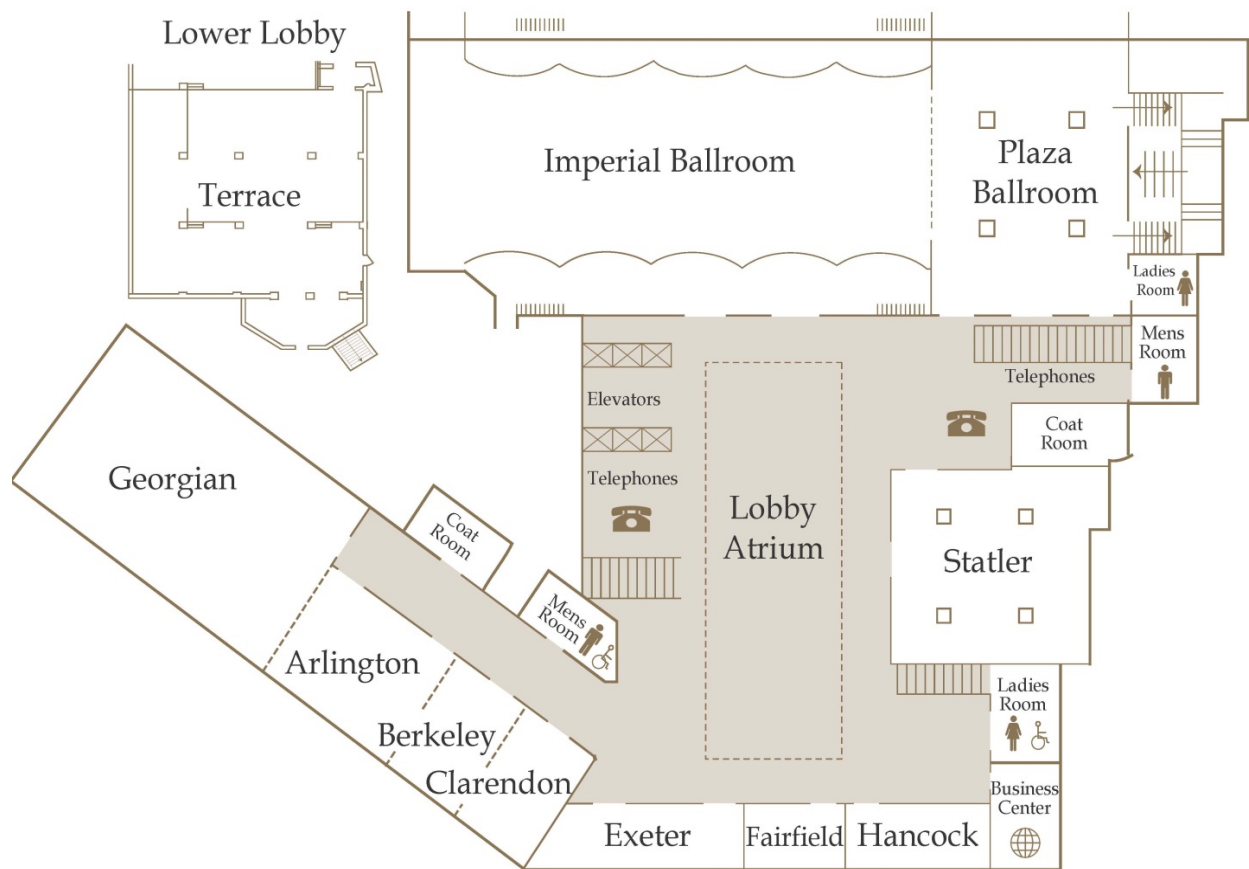 Lower Lobby
Terrace
Imperial Ballroom
Plaza
Ballroom
Ladies
Room
Mens
Room
Telephones
Elevators
Coat
Room
Georgian
Telephones
Lobby
Atrium
Coat
Room
Statler
Mens
Room
Arlington
Ladies
Room
Berkeley
Clarendon
Business
Center
Exeter
Fairfield
Hancock